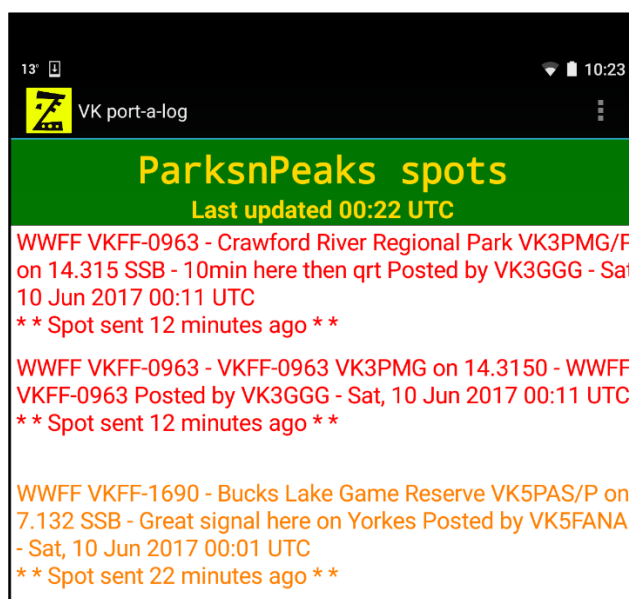 13°
10:23
VK port-a-log
ParksnPeaks spots
Last updated 00:22 UTC
WWFF VKFF-0963 - Crawford River Regional Park VK3PMG/P
on 14.315 SSB - 10min here then qrt Posted by VK3GGG - Sat
10 Jun 2017 00:11 UTC
* * Spot sent 12 minutes ago * *
WWFF VKFF-0963 - VKFF-0963 VK3PMG on 14.3150 - WWFF
VKFF-0963 Posted by VK3GGG - Sat, 10 Jun 2017 00:11 UTC
* * Spot sent 12 minutes ago * *
WWFF VKFF-1690 - Bucks Lake Game Reserve VK5PAS/P on
7.132 SSB - Great signal here on Yorkes Posted by VK5FANA
- Sat, 10 Jun 2017 00:01 UTC
* * Spot sent 22 minutes ago * *